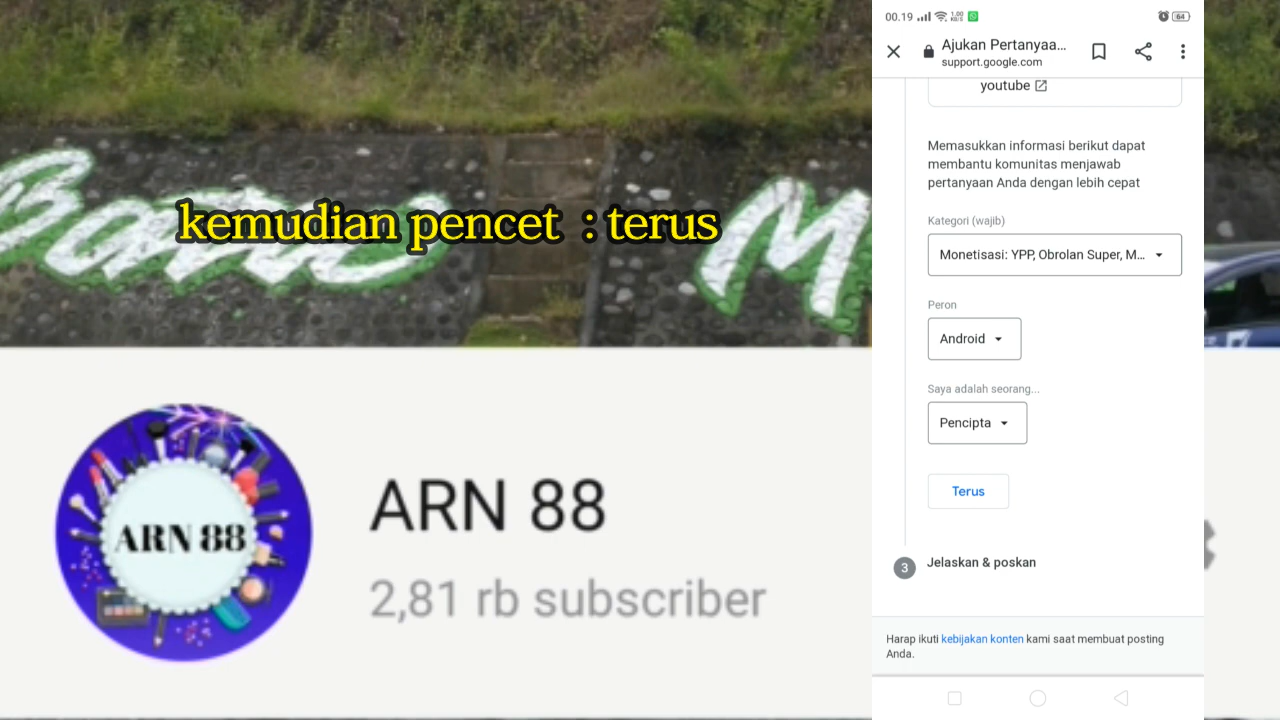 kemudian pencet : terus
ARN 88
ARN 88
2,81 rb subscriber
00.19
1,00
KB/S
64
Ajukan Pertanyaa...
support.google.com
youtube
Memasukkan informasi berikut dapat
membantu komunitas menjawab
pertanyaan Anda dengan lebih cepat
Kategori (wajib)
Monetisasi: YPP, Obrolan Super, M...
Peron
Android
Saya adalah seorang...
Pencipta
Terus
3 Jelaskan & poskan
Harap ikuti kebijakan konten kami saat membuat posting
Anda.